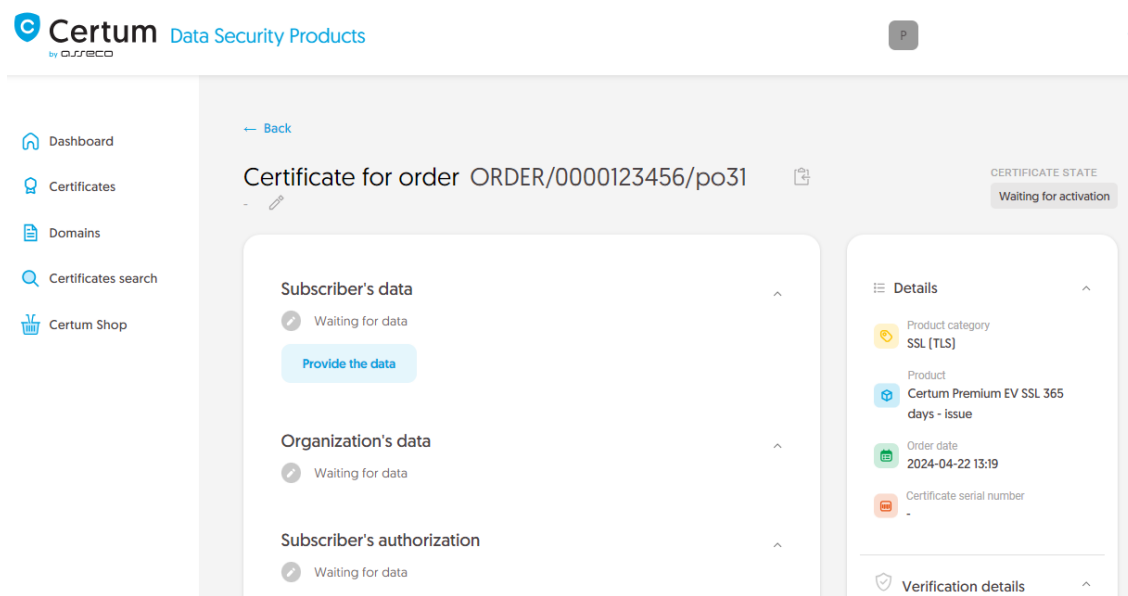 Certum Data Security Products
by asseco
P
Dashboard
Certificates
Domains
Certificates search
Certum Shop
← Back
Certificate for order ORDER/0000123456/po31
-
CERTIFICATE STATE
Waiting for activation
Subscriber's data
Waiting for data
Provide the data
Organization's data
Waiting for data
Subscriber's authorization
Waiting for data
Details
Product category
SSL (TLS)
Product
Certum Premium EV SSL 365
days - issue
Order date
2024-04-22 13:19
Certificate serial number
-
Verification details